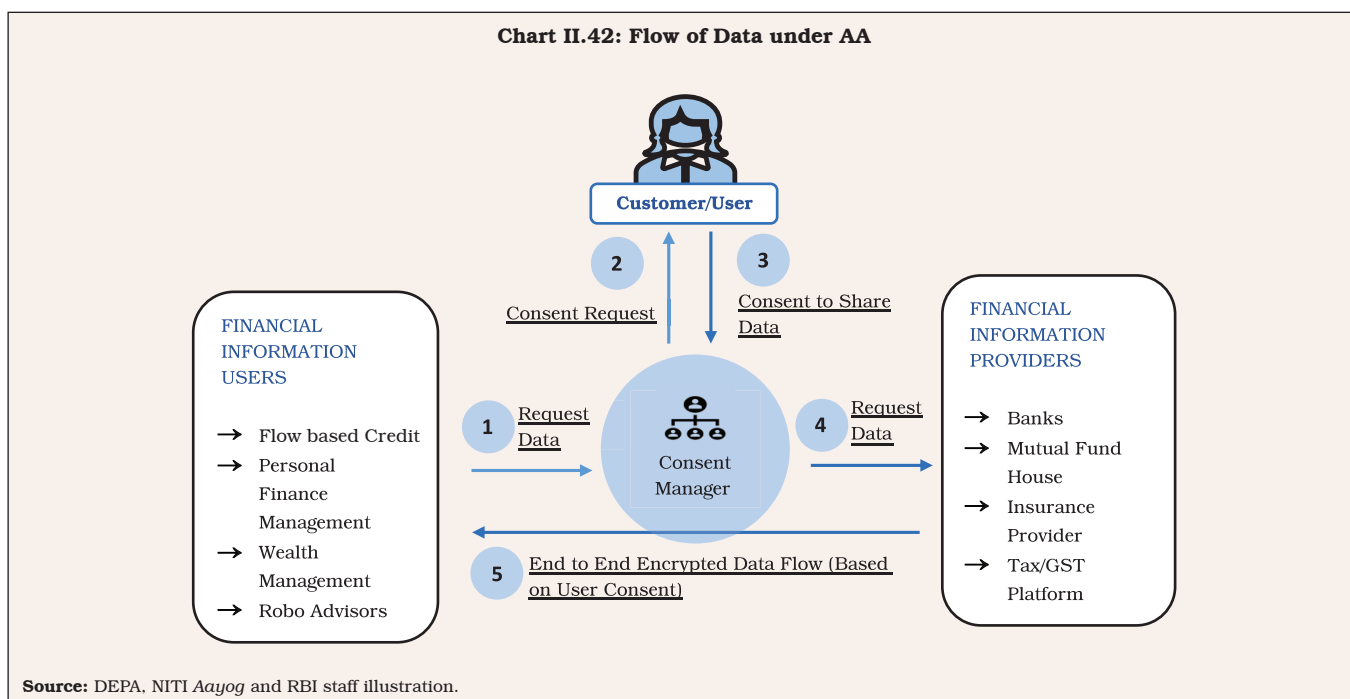 Chart II.42: Flow of Data under AA
Customer/User
2
3
Consent Request
Consent to Share
Data
FINANCIAL
INFORMATION
USERS
→ Flow based Credit
→ Personal
Finance
Management
→ Wealth
Management
→ Robo Advisors
1
Request
Data
Consent
Manager
4
Request
Data
5
End to End Encrypted Data Flow (Based
on User Consent)
FINANCIAL
INFORMATION
PROVIDERS
→ Banks
→ Mutual Fund
House
→ Insurance
Provider
→ Tax/GST
Platform
Source: DEPA, NITI Aayog and RBI staff illustration.